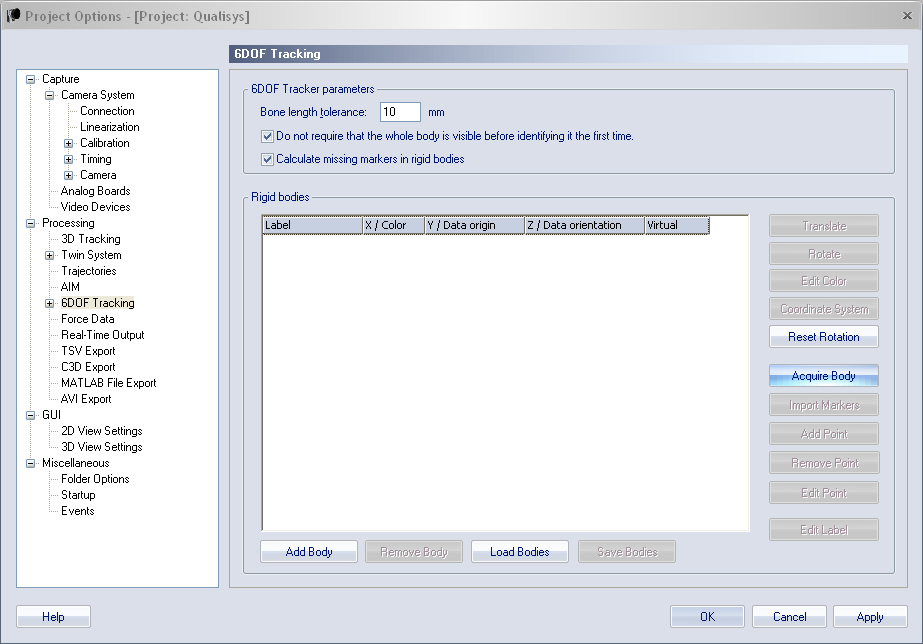 Project Options - [Project: Qualisys]
6DOF Tracking
Capture
Camera System
Connection
Linearization
Calibration
Timing
Camera
Analog Boards
Video Devices
Processing
3D Tracking
Twin System
Trajectories
AIM
6DOF Tracking
Force Data
Real-Time Output
TSV Export
C3D Export
MATLAB File Export
AVI Export
GUI
2D View Settings
3D View Settings
Miscellaneous
Folder Options
Startup
Events
6DOF Tracker parameters
Bone length tolerance: 10 mm
Do not require that the whole body is visible before identifying it the first time.
Calculate missing markers in rigid bodies
Rigid bodies
Label X / Color Y / Data origin Z / Data orientation Virtual
Translate
Rotate
Edit Color
Coordinate System
Reset Rotation
Acquire Body
Import Markers
Add Point
Remove Point
Edit Point
Edit Label
Add Body Remove Body Load Bodies Save Bodies
Help OK Cancel Apply